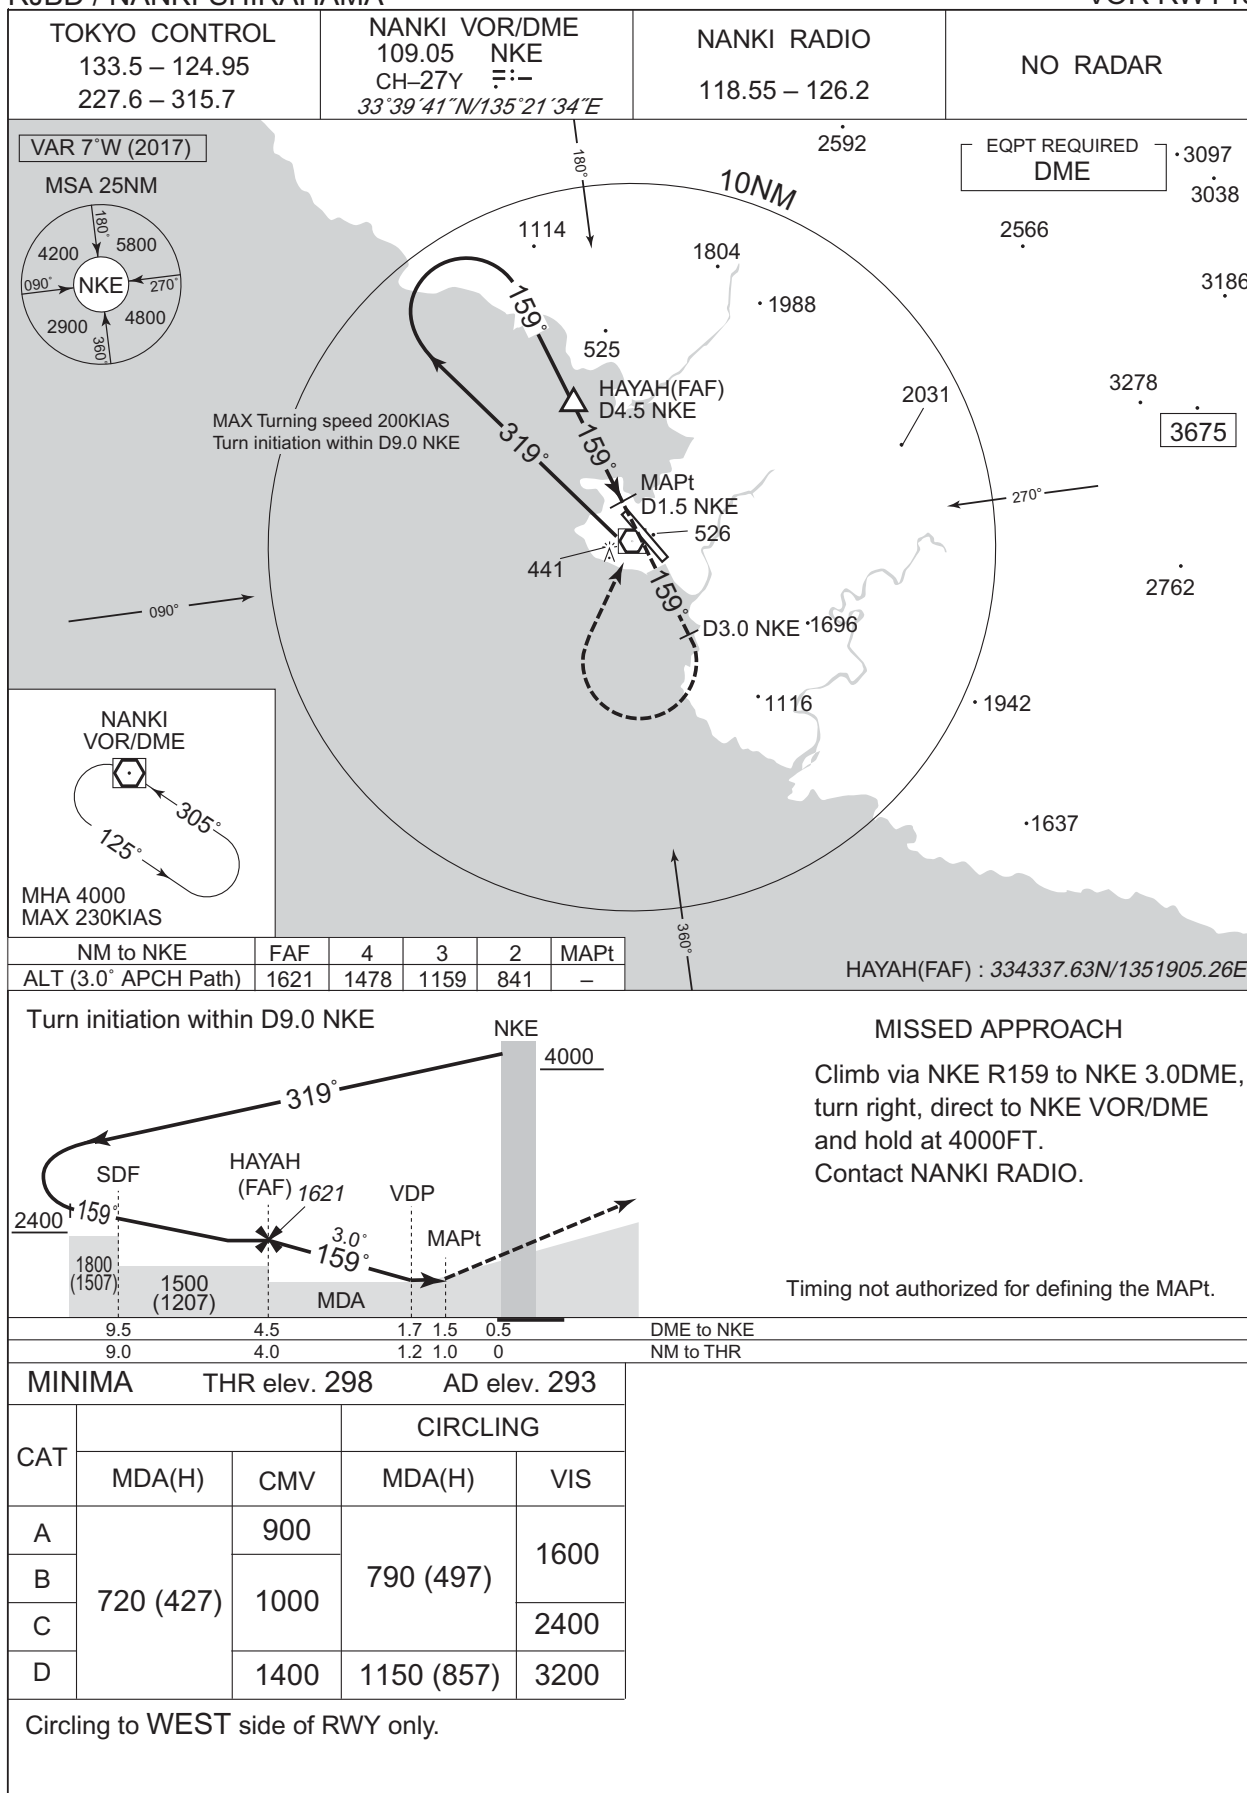 TOKYO CONTROL
133.5 – 124.95
227.6 – 315.7
NANKI VOR/DME
109.05 NKE
CH–27Y
33°39´41˝N/135°21´34˝E
NANKI RADIO
118.55 – 126.2
NO RADAR
VAR 7°W (2017)
MSA 25NM
180°
4200
5800
090°
NKE
270°
2900
4800
360°
180°
2592
EQPT REQUIRED
DME
3097
3038
10NM
1114
1804
2566
3186
1988
159°
525
HAYAH(FAF)
D4.5 NKE
3278
2031
3675
MAX Turning speed 200KIAS
Turn initiation within D9.0 NKE
319°
159°
MAPt
D1.5 NKE
270°
526
441
2762
090°
159°
D3.0 NKE
1696
1116
1942
NANKI
VOR/DME
305°
125°
1637
MHA 4000
MAX 230KIAS
360°
NM to NKE FAF 4 3 2 MAPt
ALT (3.0° APCH Path) 1621 1478 1159 841 –
HAYAH(FAF) : 334337.63N/1351905.26E
Turn initiation within D9.0 NKE
NKE
4000
319°
SDF
HAYAH
(FAF) 1621
VDP
2400
159°
3.0°
159°
MAPt
1800
(1507)
1500
(1207)
MDA
MISSED APPROACH
Climb via NKE R159 to NKE 3.0DME,
turn right, direct to NKE VOR/DME
and hold at 4000FT.
Contact NANKI RADIO.
Timing not authorized for defining the MAPt.
9.5 4.5 1.7 1.5 0.5 DME to NKE
9.0 4.0 1.2 1.0 0 NM to THR
MINIMA THR elev. 298 AD elev. 293
CAT
CIRCLING
MDA(H) CMV MDA(H) VIS
A 900
B 720 (427) 1000 790 (497) 1600
C 2400
D 1400 1150 (857) 3200
Circling to WEST side of RWY only.